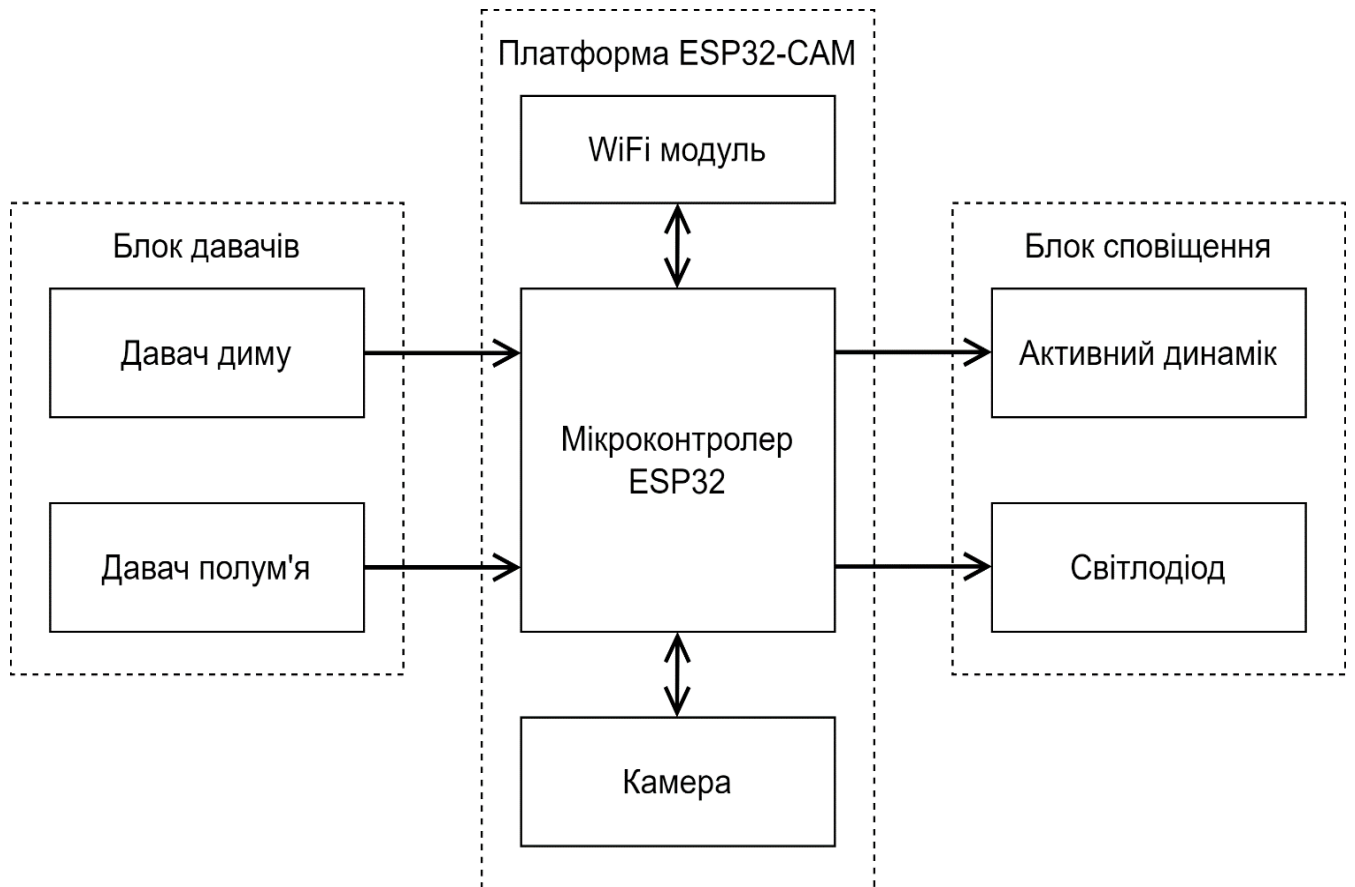 Платформа ESP32-CAM
WiFi модуль
Блок давачів
Давач диму
Давач полум'я
Мікроконтролер
ESP32
Камера
Блок сповіщення
Активний динамік
Світлодіод